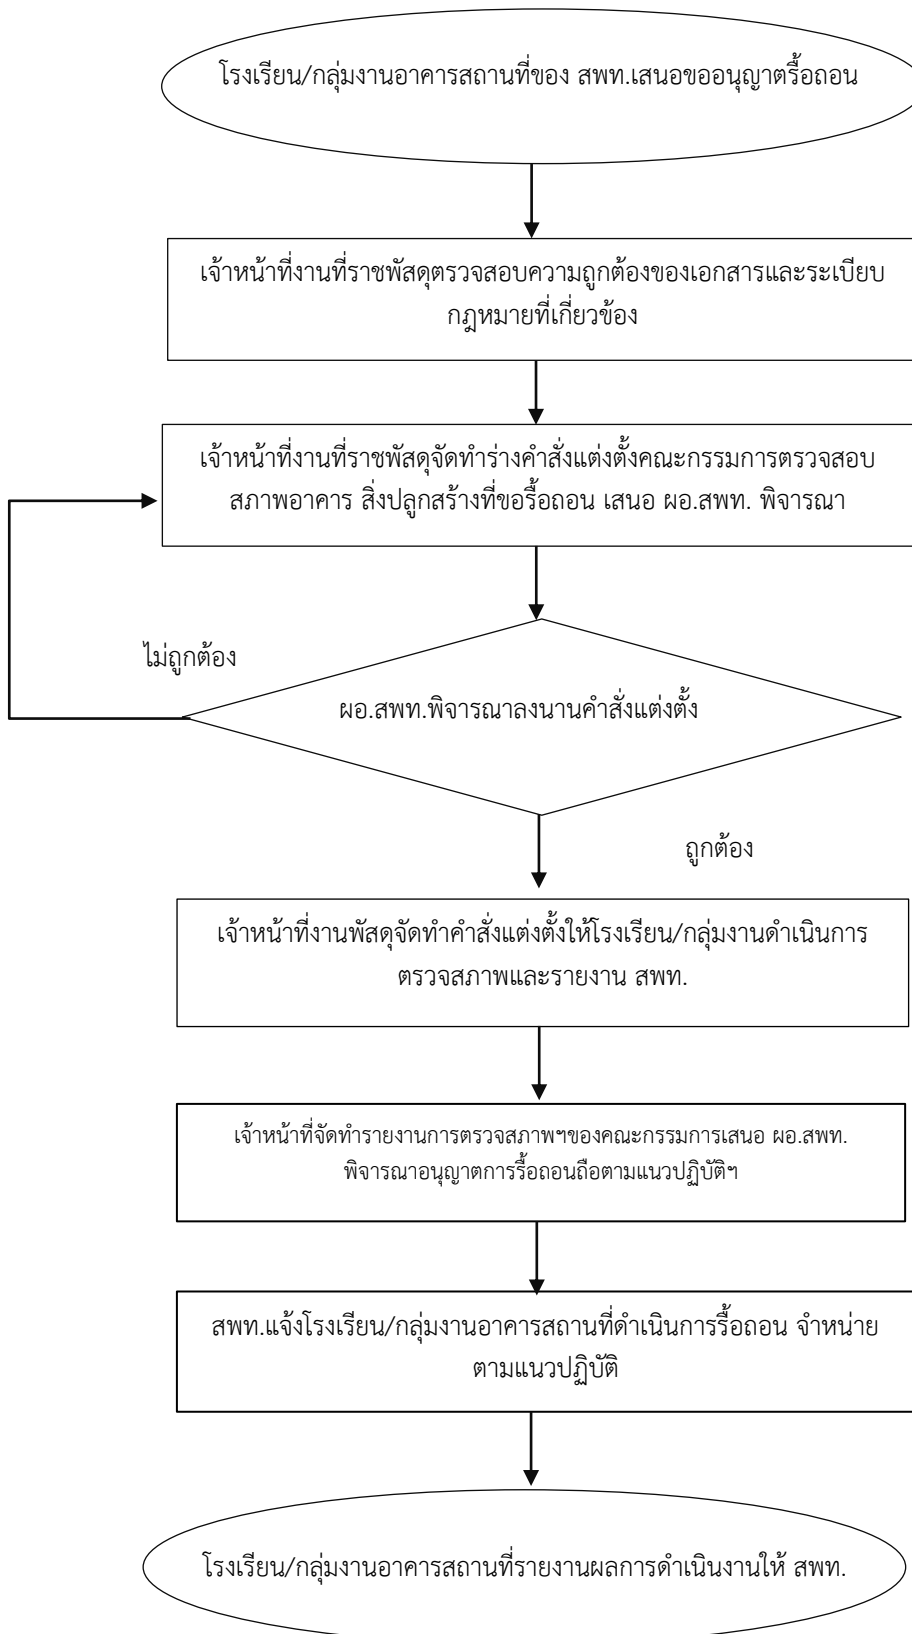 โรงเรียน/กลุ่มงานอาคารสถานที่ของ สพท.เสนอขออนุญาตรื้อถอน
เจ้าหน้าที่งานที่ราชพัสดุตรวจสอบความถูกต้องของเอกสารและระเบียบ
กฎหมายที่เกี่ยวข้อง
เจ้าหน้าที่งานที่ราชพัสดุจัดทำร่างคำสั่งแต่งตั้งคณะกรรมการตรวจสอบ
สภาพอาคาร สิ่งปลูกสร้างที่ขอรื้อถอน เสนอ ผอ.สพท. พิจารณา
ไม่ถูกต้อง
ผอ.สพท.พิจารณาลงนานคำสั่งแต่งตั้ง
ถูกต้อง
เจ้าหน้าที่งานพัสดุจัดทำคำสั่งแต่งตั้งให้โรงเรียน/กลุ่มงานดำเนินการ
ตรวจสภาพและรายงาน สพท.
เจ้าหน้าที่จัดทำรายงานการตรวจสภาพฯของคณะกรรมการเสนอ ผอ.สพท.
พิจารณาอนุญาตการรื้อถอนถือตามแนวปฏิบัติฯ
สพท.แจ้งโรงเรียน/กลุ่มงานอาคารสถานที่ดำเนินการรื้อถอน จำหน่าย
ตามแนวปฏิบัติ
โรงเรียน/กลุ่มงานอาคารสถานที่รายงานผลการดำเนินงานให้ สพท.